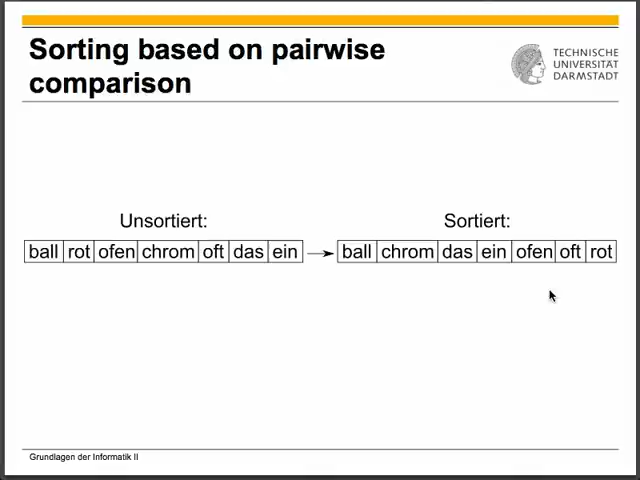 Sorting based on pairwise
comparison
TECHNISCHE
UNIVERSITÄT
DARMSTADT
Unsortiert: Sortiert:
ball rot ofen chrom oft das ein ball chrom das ein ofen oft rot
Grundlagen der Informatik II